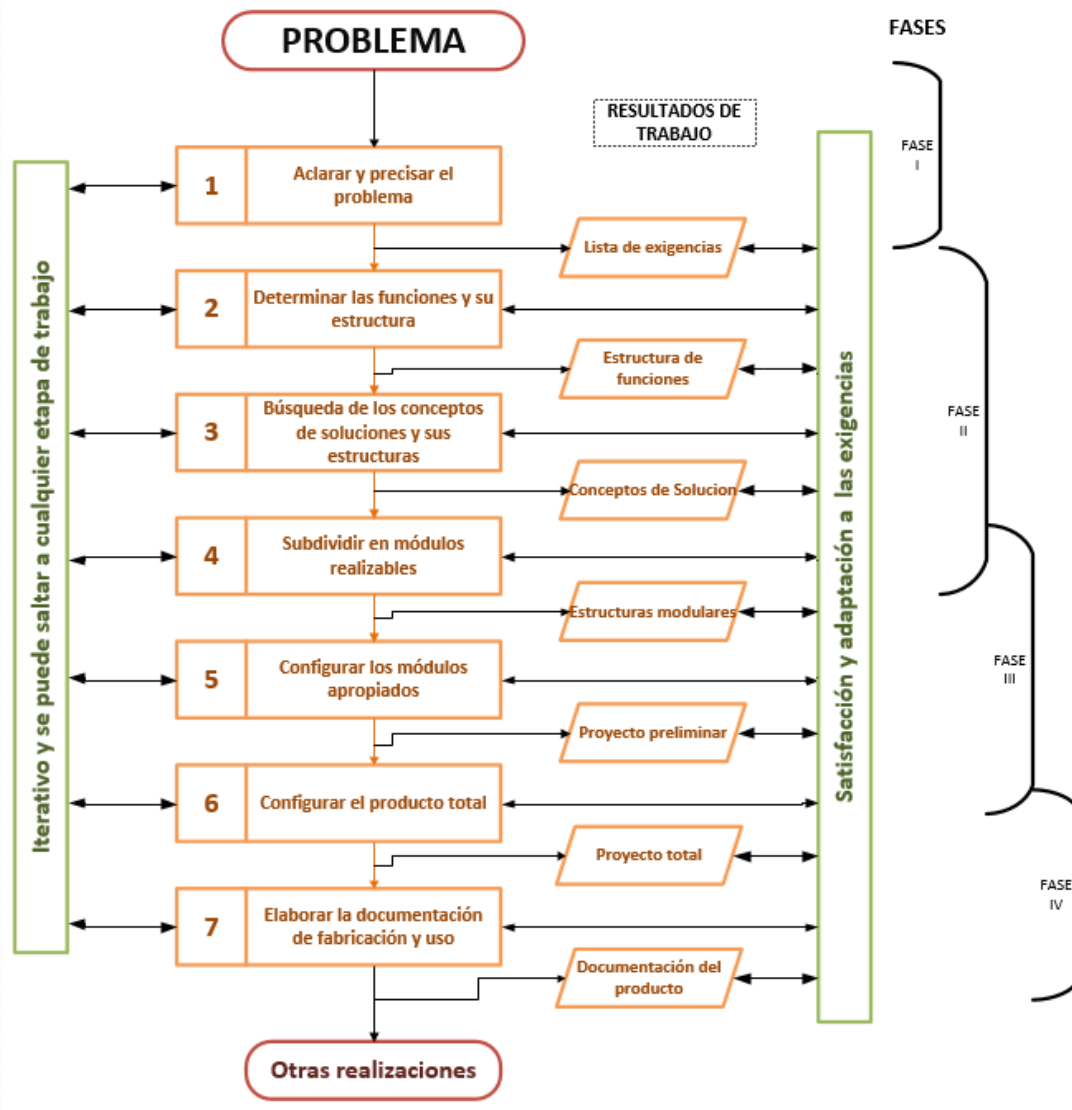 PROBLEMA
FASES
RESULTADOS DE
TRABAJO
FASE
I
1
Aclarar y precisar el
problema
Lista de exigencias
2
Determinar las funciones y su
estructura
Estructura de
funciones
3
Búsqueda de los conceptos
de soluciones y sus
estructuras
FASE
II
Conceptos de Solucion
4
Subdividir en módulos
realizables
Estructuras modulares
5
Configurar los módulos
apropiados
FASE
III
Proyecto preliminar
6
Configurar el producto total
Proyecto total
7
Elaborar la documentación
de fabricación y uso
FASE
IV
Documentación del
producto
Otras realizaciones
Iterativo y se puede saltar a cualquier etapa de trabajo
Satisfacción y adaptación a las exigencias